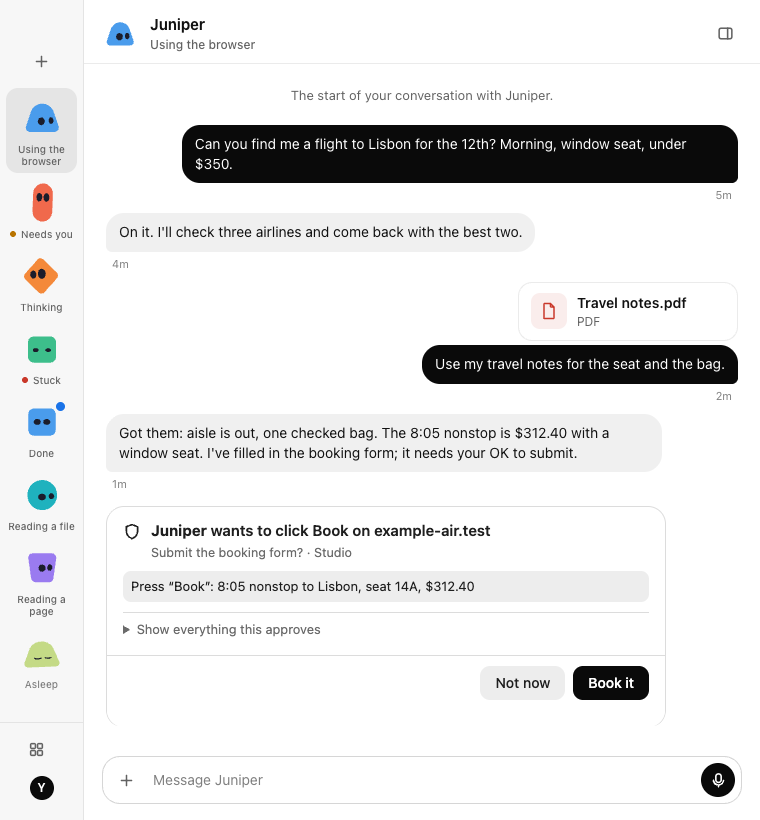 Juniper
Using the browser
Using the
browser
Needs you
Thinking
Stuck
Done
Reading a file
Reading a
page
Asleep
Y
The start of your conversation with Juniper.
Can you find me a flight to Lisbon for the 12th? Morning, window seat, under
$350.
5m
On it. I'll check three airlines and come back with the best two.
4m
Travel notes.pdf
PDF
Use my travel notes for the seat and the bag.
2m
Got them: aisle is out, one checked bag. The 8:05 nonstop is $312.40 with a
window seat. I've filled in the booking form; it needs your OK to submit.
1m
Juniper wants to click Book on example-air.test
Submit the booking form? · Studio
Press “Book”: 8:05 nonstop to Lisbon, seat 14A, $312.40
Show everything this approves
Not now
Book it
Message Juniper